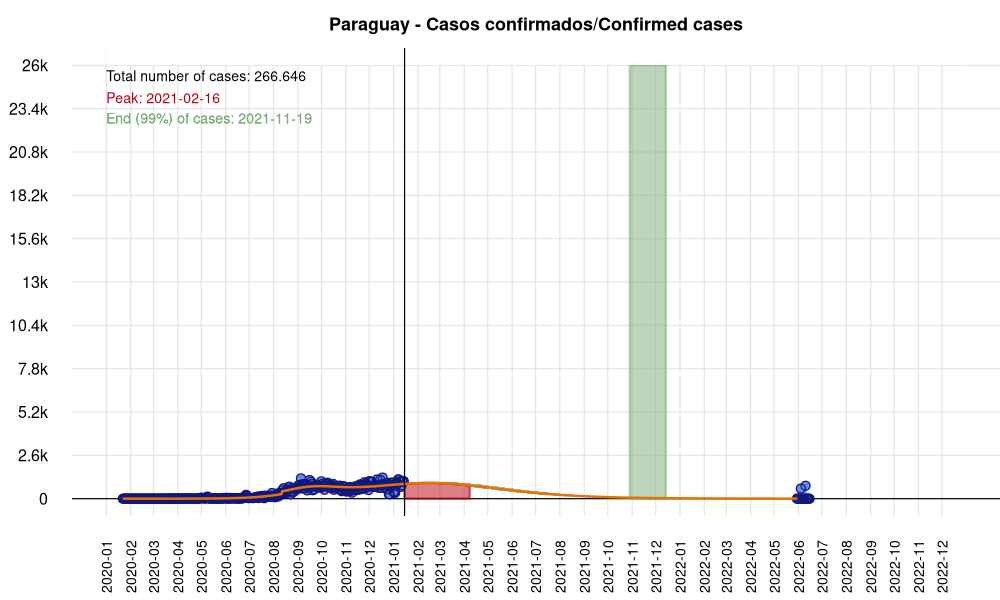 Paraguay - Casos confirmados/Confirmed cases
Total number of cases: 266.646
Peak: 2021-02-16
End (99%) of cases: 2021-11-19
26k
23.4k
20.8k
18.2k
15.6k
13k
10.4k
7.8k
5.2k
2.6k
0
2020-01
2020-02
2020-03
2020-04
2020-05
2020-06
2020-07
2020-08
2020-09
2020-10
2020-11
2020-12
2021-01
2021-02
2021-03
2021-04
2021-05
2021-06
2021-07
2021-08
2021-09
2021-10
2021-11
2021-12
2022-01
2022-02
2022-03
2022-04
2022-05
2022-06
2022-07
2022-08
2022-09
2022-10
2022-11
2022-12